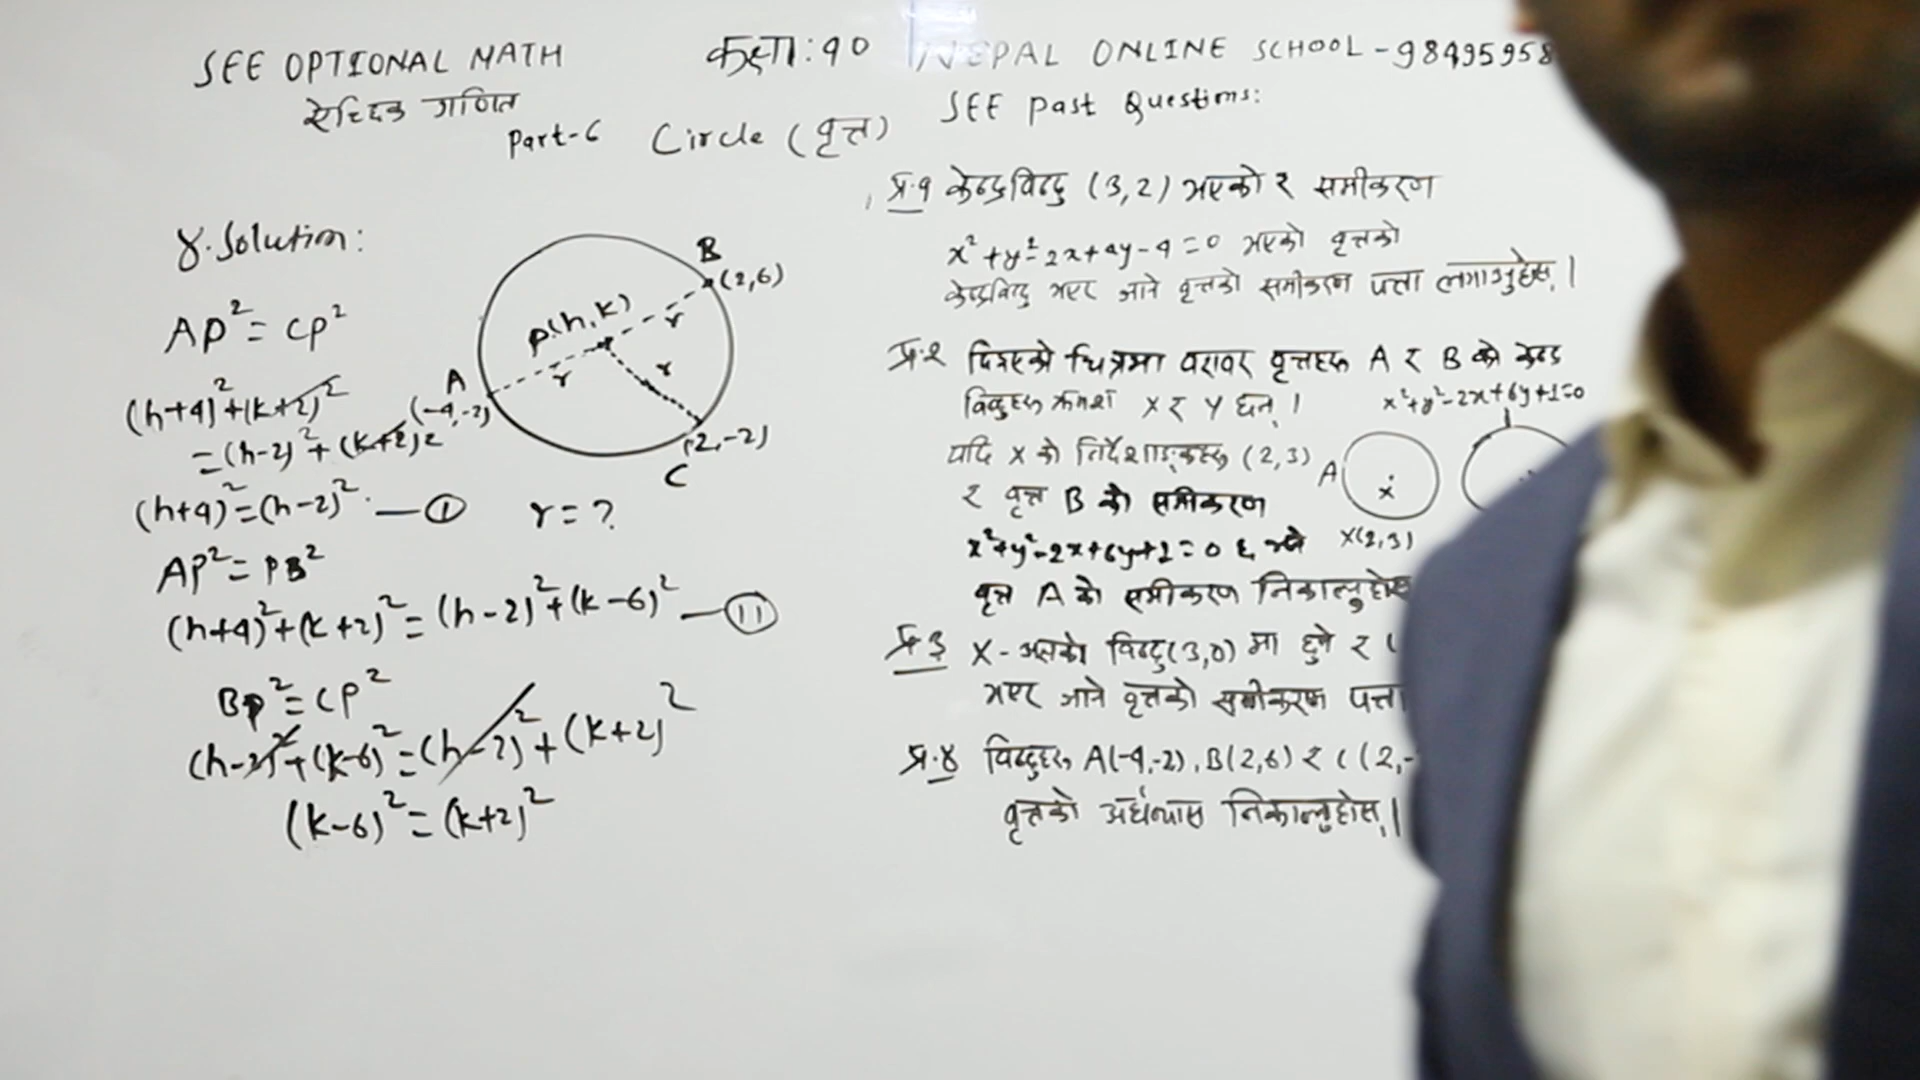 SEE OPTIONAL MATH
कक्षा: १०
NEPAL ONLINE SCHOOL - 98495958
ऐच्छिक गणित
Part-6 Circle (वृत्त)
SEE Past Questions:
४. Solution:
AP² = CP²
(h+4)²+(k+2)²
=(h-2)²+(k+2)²
(h+4)²=(h-2)². — ①
AP² = PB²
(h+4)²+(k+2)² = (h-2)²+(k-6)² — ⑪
BP² = CP²
(h-2)²+(k-6)²=(h-2)²+(k+2)²
(k-6)² = (k+2)²
B
(2,6)
P(h,k)
r
r
r
A
(-4,-2)
(2,-2)
C
r = ?
प्र.१ केन्द्रविन्दु (3,2) भएको र समीकरण
x²+y²-2x+4y-4=0 भएको वृत्तको
केन्द्रविन्दु भएर जाने वृत्तको समीकरण पत्ता लगाउनुहोस् ।
प्र.२ दिइएको चित्रमा बराबर वृत्तहरू A र B को केन्द्र
विन्दुहरू क्रमशः X र Y छन् ।
x²+y²-2x+6y+1=0
यदि X को निर्देशाङ्कहरू (2,3)
र वृत्त B को समीकरण
x²+y²-2x+6y+1=0 छ भने
वृत्त A को समीकरण निकाल्नुहोस्
A
x
X(2,3)
प्र.३ X-अक्षको विन्दु(3,0) मा छुने र (
भएर जाने वृत्तको समीकरण पत्ता
प्र.४ विन्दुहरू A(-4,-2), B(2,6) र C(2,-
वृत्तको अर्धव्यास निकाल्नुहोस् ।